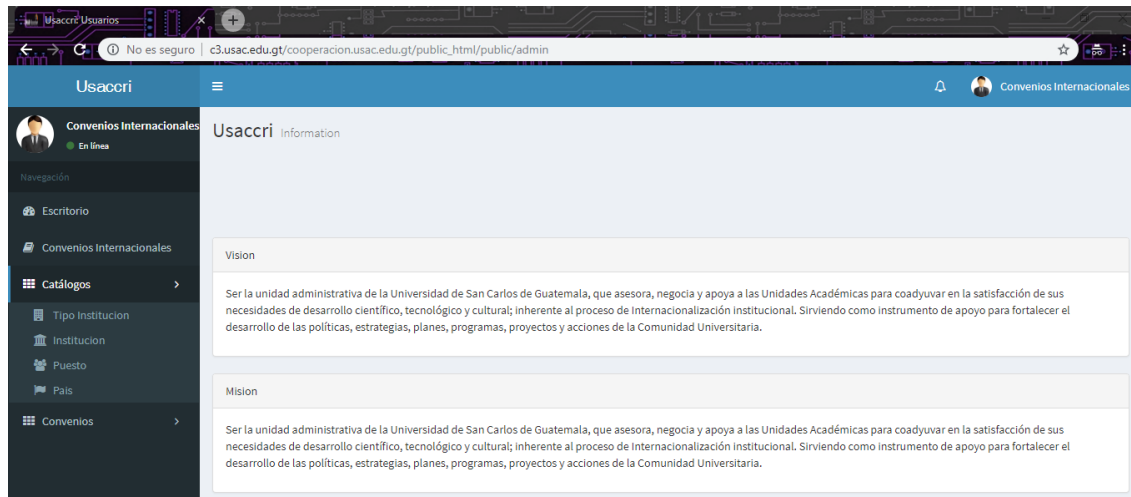 Usaccri Usuarios
No es seguro | c3.usac.edu.gt/cooperacion.usac.edu.gt/public_html/public/admin
Usaccri
Convenios Internacionales
Convenios Internacionales
En línea
Usaccri Information
Navegación
Escritorio
Convenios Internacionales
Catálogos
Tipo Institucion
Institucion
Puesto
Pais
Convenios
Vision
Ser la unidad administrativa de la Universidad de San Carlos de Guatemala, que asesora, negocia y apoya a las Unidades Académicas para coadyuvar en la satisfacción de sus
necesidades de desarrollo científico, tecnológico y cultural; inherente al proceso de Internacionalización institucional. Sirviendo como instrumento de apoyo para fortalecer el
desarrollo de las políticas, estrategias, planes, programas, proyectos y acciones de la Comunidad Universitaria.
Mision
Ser la unidad administrativa de la Universidad de San Carlos de Guatemala, que asesora, negocia y apoya a las Unidades Académicas para coadyuvar en la satisfacción de sus
necesidades de desarrollo científico, tecnológico y cultural; inherente al proceso de Internacionalización institucional. Sirviendo como instrumento de apoyo para fortalecer el
desarrollo de las políticas, estrategias, planes, programas, proyectos y acciones de la Comunidad Universitaria.